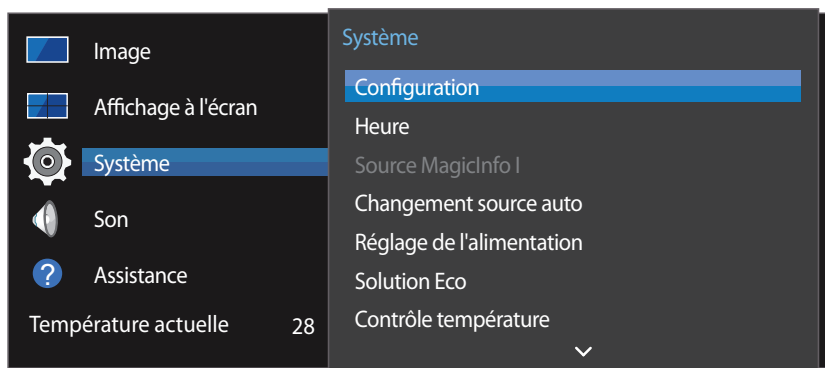 Image
Affichage à l'écran
Système
Son
?
Assistance
Température actuelle 28
Système
Configuration
Heure
Source MagicInfo I
Changement source auto
Réglage de l'alimentation
Solution Eco
Contrôle température